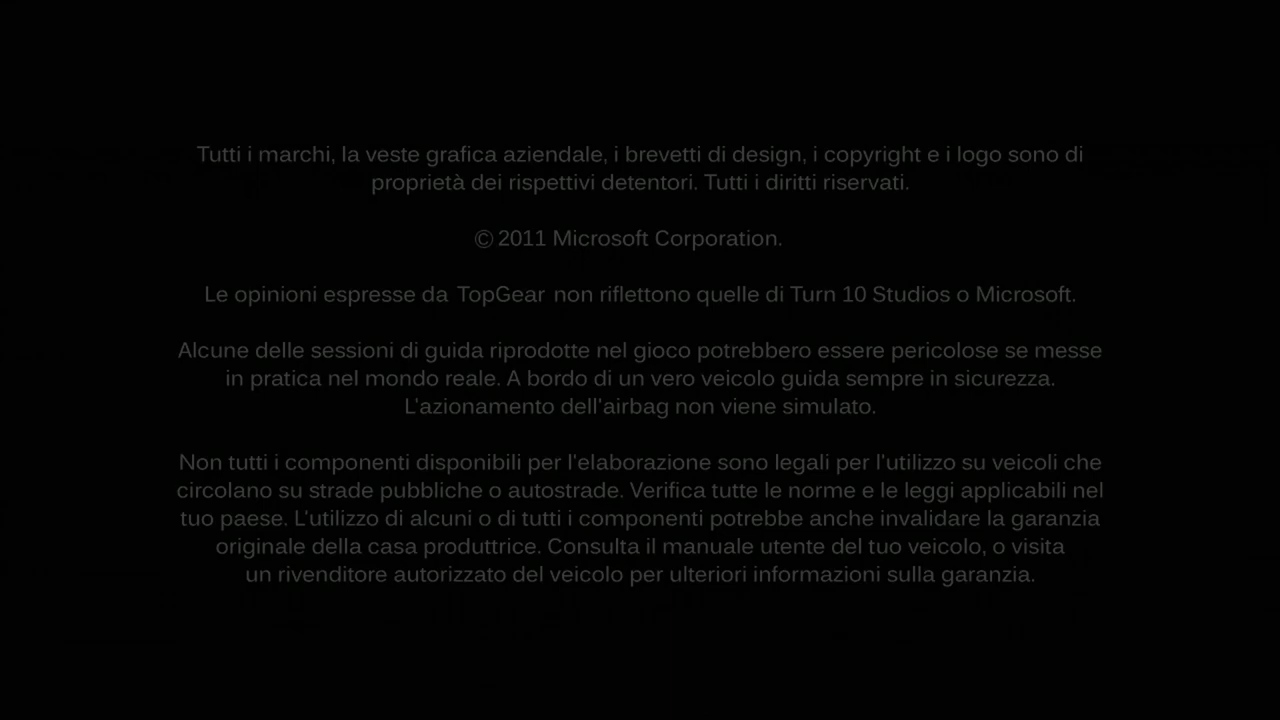 Tutti i marchi, la veste grafica aziendale, i brevetti di design, i copyright e i logo sono di
proprietà dei rispettivi detentori. Tutti i diritti riservati.
© 2011 Microsoft Corporation.
Le opinioni espresse da TopGear non riflettono quelle di Turn 10 Studios o Microsoft.
Alcune delle sessioni di guida riprodotte nel gioco potrebbero essere pericolose se messe
in pratica nel mondo reale. A bordo di un vero veicolo guida sempre in sicurezza.
L'azionamento dell'airbag non viene simulato.
Non tutti i componenti disponibili per l'elaborazione sono legali per l'utilizzo su veicoli che
circolano su strade pubbliche o autostrade. Verifica tutte le norme e le leggi applicabili nel
tuo paese. L'utilizzo di alcuni o di tutti i componenti potrebbe anche invalidare la garanzia
originale della casa produttrice. Consulta il manuale utente del tuo veicolo, o visita
un rivenditore autorizzato del veicolo per ulteriori informazioni sulla garanzia.